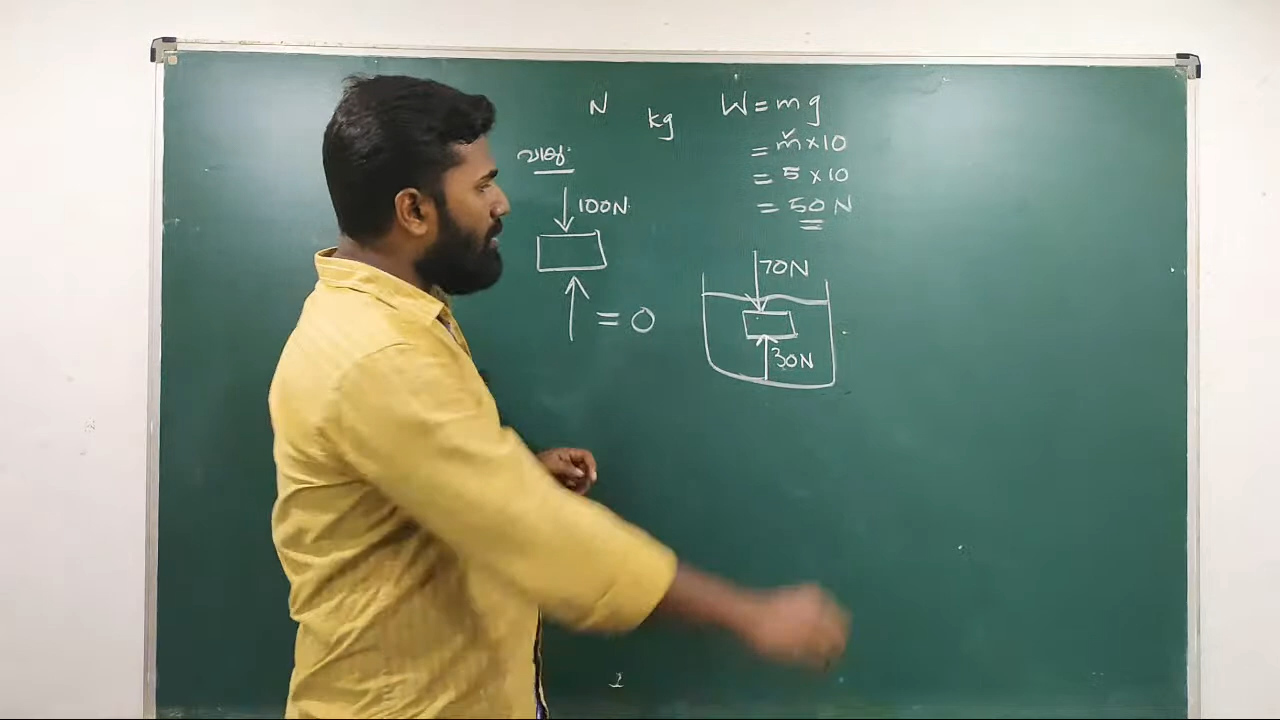 N kg
വായു:
100N
= 0
W = mg
= m × 10
= 5 × 10
= 50 N
70N
30N